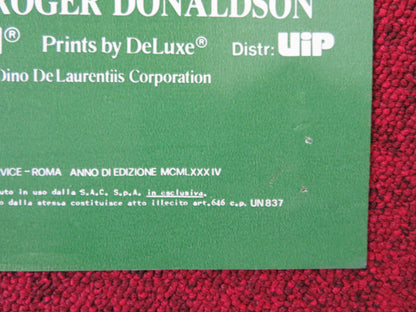 ROGER DONALDSON
® Prints by DeLuxe® Distr: UiP
Dino De Laurentiis Corporation
VICE - ROMA ANNO DI EDIZIONE MCMLXXXIV
uto in uso dalla S.A.C. S.p.A. in esclusiva.
o dalla stessa costituisce atto illecito art.646 c.p. UN 837